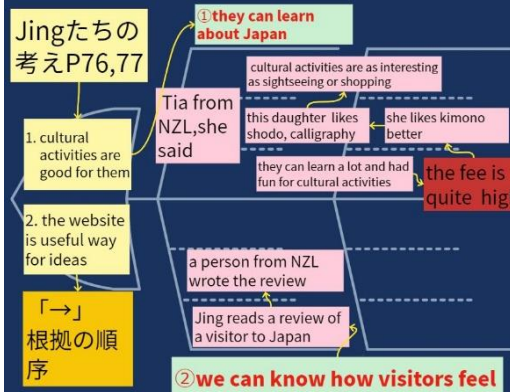 Jingたちの
考えP76,77
①they can learn
about Japan
1. cultural
activities are
good for them
2. the website
is useful way
for ideas
「→」
根拠の順
序
Tia from
NZL,she
said
cultural activities are as interesting
as sightseeing or shopping
this daughter likes
shodo, calligraphy
she likes kimono
better
they can learn a lot and had
fun for cultural activities
the fee is
quite hig
a person from NZL
wrote the review
Jing reads a review of
a visitor to Japan
②we can know how visitors feel